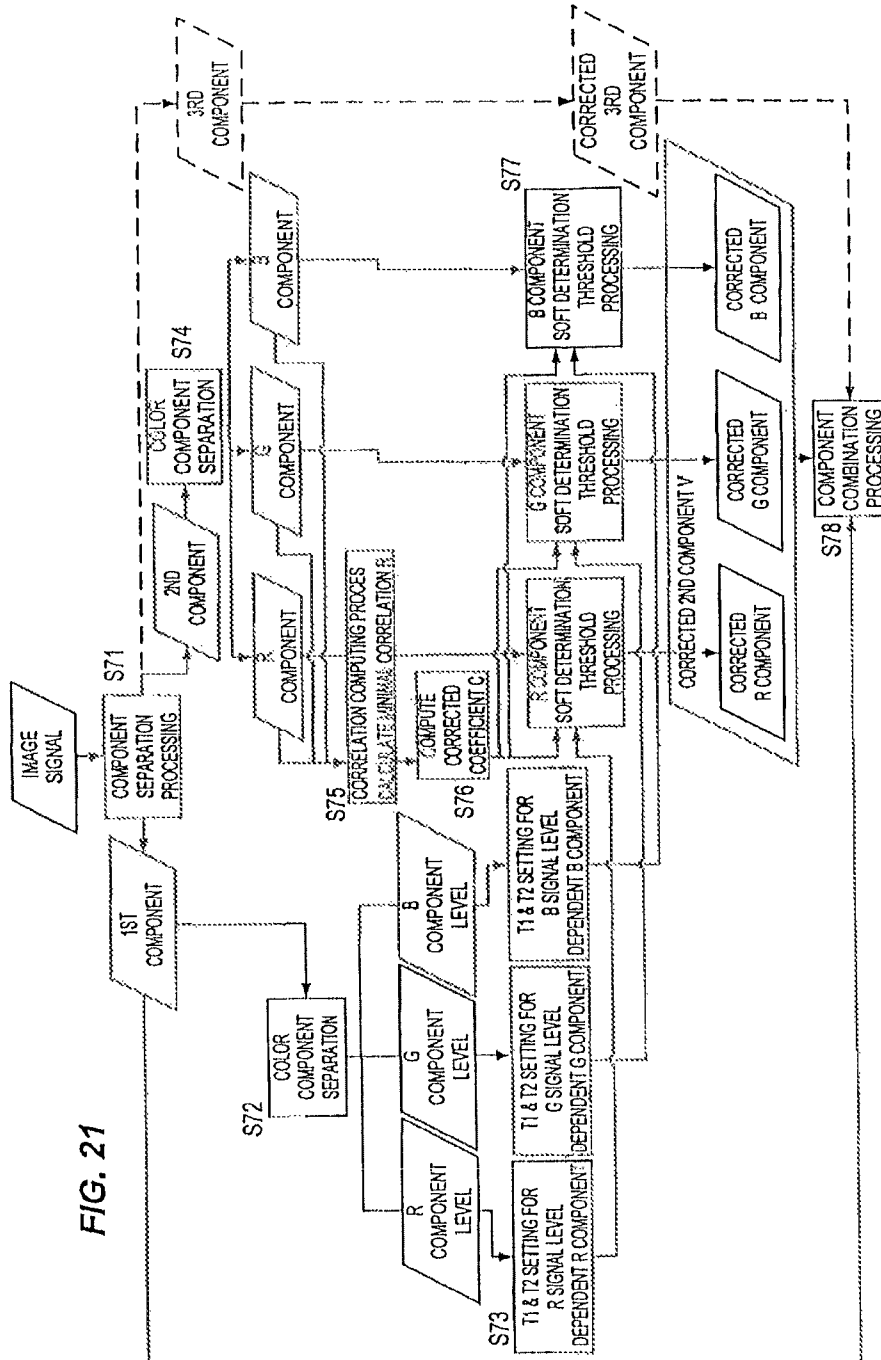 FIG. 21
IMAGE
SIGNAL
S71
COMPONENT
SEPARATION
PROCESSING
1ST
COMPONENT
2ND
COMPONENT
3RD
COMPONENT
S72
COLOR
COMPONENT
SEPARATION
S74
COLOR
COMPONENT
SEPARATION
R
COMPONENT
LEVEL
G
COMPONENT
LEVEL
B
COMPONENT
LEVEL
COMPONENT
G
COMPONENT
COMPONENT
S73
T1 & T2 SETTING FOR
R SIGNAL LEVEL
DEPENDENT R COMPONENT
T1 & T2 SETTING FOR
G SIGNAL LEVEL
DEPENDENT G COMPONENT
T1 & T2 SETTING FOR
B SIGNAL LEVEL
DEPENDENT B COMPONENT
S75
CORRELATION COMPUTING PROCES
CALCULATE MINIMAL CORRELATION R
S76
COMPUTE
CORRECTED
COEFFICIENT C
R COMPONENT
SOFT DETERMINATION
THRESHOLD
PROCESSING
G COMPONENT
SOFT DETERMINATION
THRESHOLD
PROCESSING
S77
B COMPONENT
SOFT DETERMINATION
THRESHOLD
PROCESSING
CORRECTED
3RD
COMPONENT
CORRECTED 2ND COMPONENT V
CORRECTED
R COMPONENT
CORRECTED
G COMPONENT
CORRECTED
B COMPONENT
S78
COMPONENT
COMBINATION
PROCESSING